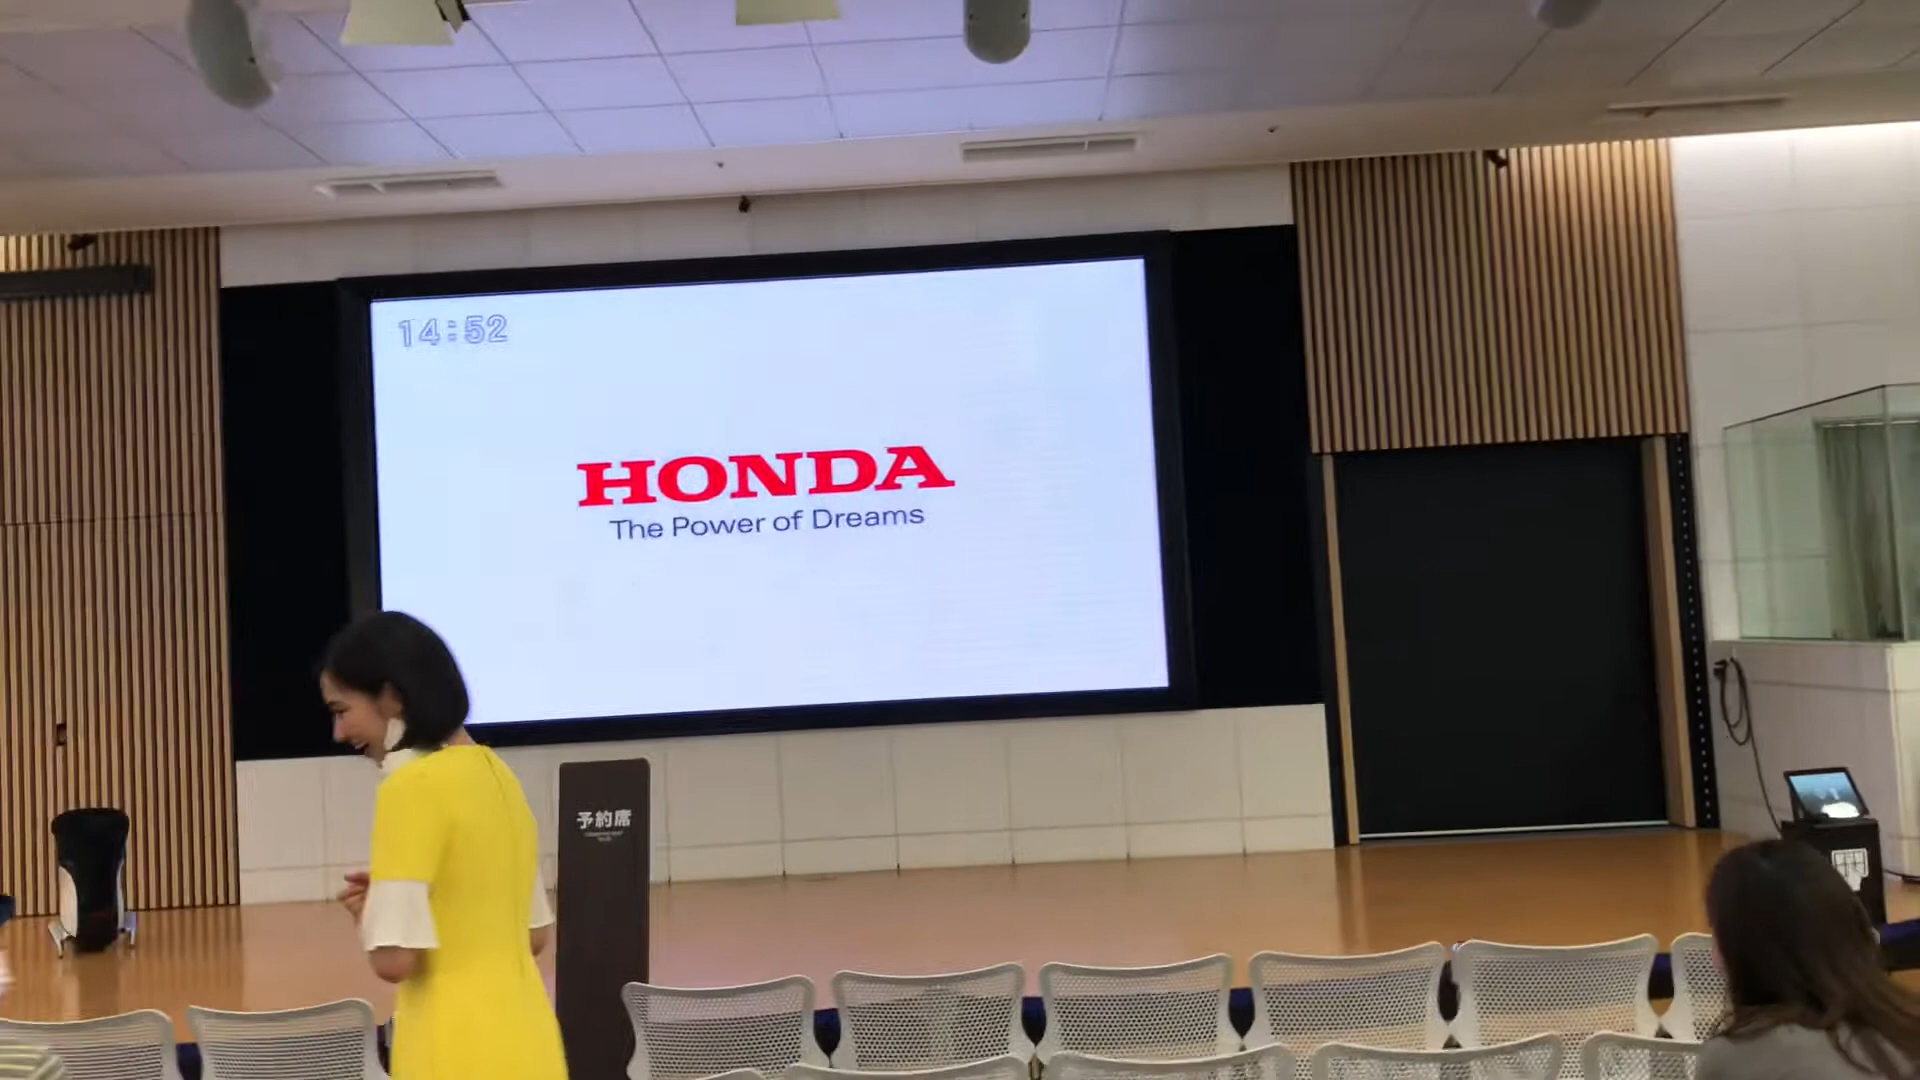 14:52
HONDA
The Power of Dreams
予約席